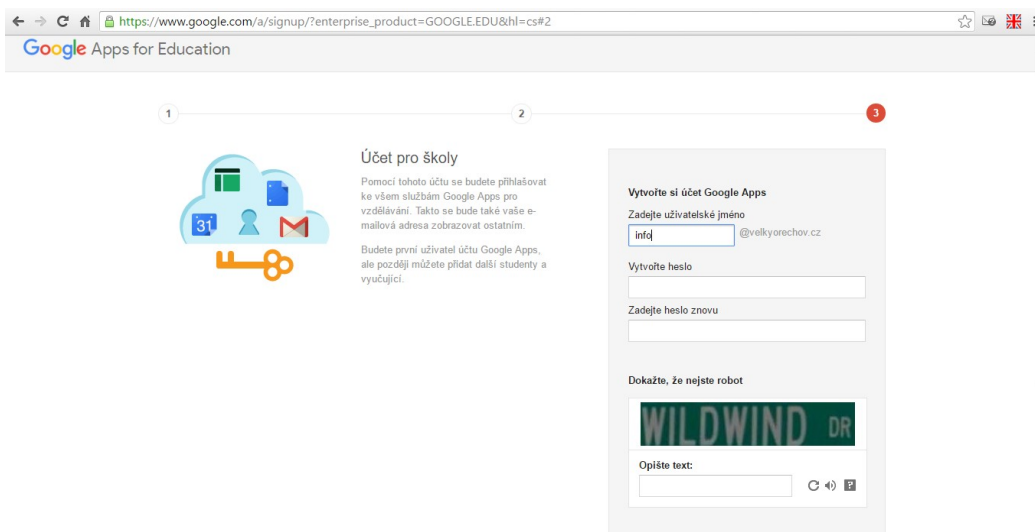 https://www.google.com/a/signup/?enterprise_product=GOOGLE.EDU&hl=cs#2
Google Apps for Education
1
2
3
Účet pro školy
Pomocí tohoto účtu se budete přihlašovat
ke všem službám Google Apps pro
vzdělávání. Takto se bude také vaše e-
mailová adresa zobrazovat ostatním.
Budete první uživatel účtu Google Apps,
ale později můžete přidat další studenty a
vyučující.
31
Vytvořte si účet Google Apps
Zadejte uživatelské jméno
info @velkyorechov.cz
Vytvořte heslo
Zadejte heslo znovu
Dokažte, že nejste robot
WILDWIND DR
Opište text:
?